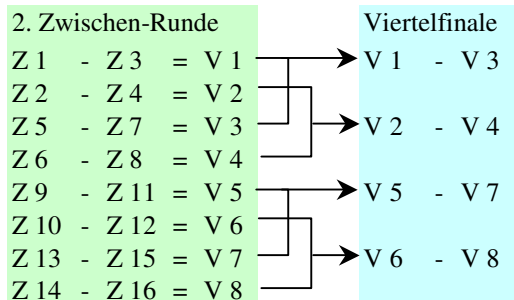 2. Zwischen-Runde
Z 1 - Z 3 = V 1
Z 2 - Z 4 = V 2
Z 5 - Z 7 = V 3
Z 6 - Z 8 = V 4
Z 9 - Z 11 = V 5
Z 10 - Z 12 = V 6
Z 13 - Z 15 = V 7
Z 14 - Z 16 = V 8
Viertelfinale
V 1 - V 3
V 2 - V 4
V 5 - V 7
V 6 - V 8